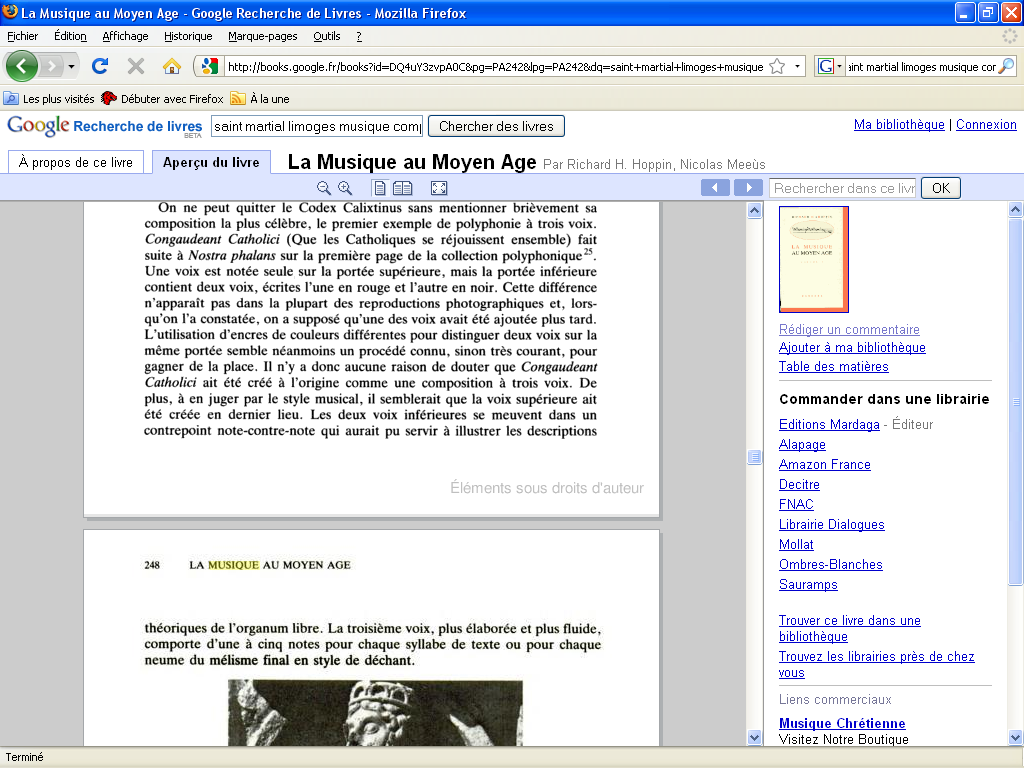 La Musique au Moyen Age - Google Recherche de Livres - Mozilla Firefox
Fichier Édition Affichage Historique Marque-pages Outils ?
http://books.google.fr/books?id=DQ4uY3zvpA0C&pg=PA242&lpg=PA242&dq=saint+martial+limoges+musique
int martial limoges musique cor
Les plus visités Débuter avec Firefox À la une
Google Recherche de livres BETA
saint martial limoges musique com
Chercher des livres
Ma bibliothèque | Connexion
À propos de ce livre
Aperçu du livre
La Musique au Moyen Age Par Richard H. Hoppin, Nicolas Meeùs
Rechercher dans ce livr
OK
On ne peut quitter le Codex Calixtinus sans mentionner brièvement sa
composition la plus célèbre, le premier exemple de polyphonie à trois voix.
Congaudeant Catholici (Que les Catholiques se réjouissent ensemble) fait
suite à Nostra phalans sur la première page de la collection polyphonique25.
Une voix est notée seule sur la portée supérieure, mais la portée inférieure
contient deux voix, écrites l'une en rouge et l'autre en noir. Cette différence
n'apparaît pas dans la plupart des reproductions photographiques et, lors-
qu'on l'a constatée, on a supposé qu'une des voix avait été ajoutée plus tard.
L'utilisation d'encres de couleurs différentes pour distinguer deux voix sur la
même portée semble néanmoins un procédé connu, sinon très courant, pour
gagner de la place. Il n'y a donc aucune raison de douter que Congaudeant
Catholici ait été créé à l'origine comme une composition à trois voix. De
plus, à en juger par le style musical, il semblerait que la voix supérieure ait
été créée en dernier lieu. Les deux voix inférieures se meuvent dans un
contrepoint note-contre-note qui aurait pu servir à illustrer les descriptions
Éléments sous droits d'auteur
248 LA MUSIQUE AU MOYEN AGE
théoriques de l'organum libre. La troisième voix, plus élaborée et plus fluide,
comporte d'une à cinq notes pour chaque syllabe de texte ou pour chaque
neume du mélisme final en style de déchant.
LA MUSIQUE
AU MOYEN AGE
Rédiger un commentaire
Ajouter à ma bibliothèque
Table des matières
Commander dans une librairie
Editions Mardaga - Éditeur
Alapage
Amazon France
Decitre
FNAC
Librairie Dialogues
Mollat
Ombres-Blanches
Sauramps
Trouver ce livre dans une
bibliothèque
Trouvez les librairies près de chez
vous
Liens commerciaux
Musique Chrétienne
Visitez Notre Boutique
Terminé